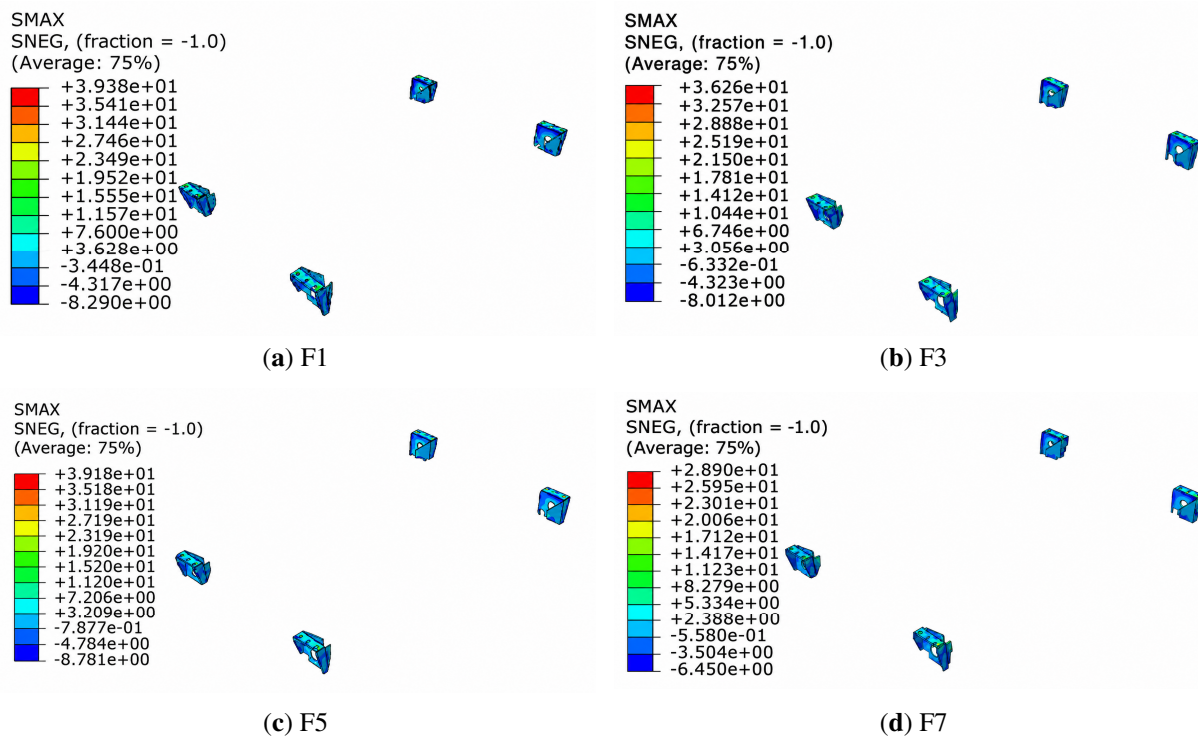 SMAX
SNEG, (fraction = -1.0)
(Average: 75%)
+3.938e+01
+3.541e+01
+3.144e+01
+2.746e+01
+2.349e+01
+1.952e+01
+1.555e+01
+1.157e+01
+7.600e+00
+3.628e+00
-3.448e-01
-4.317e+00
-8.290e+00
(a) F1
SMAX
SNEG, (fraction = -1.0)
(Average: 75%)
+3.626e+01
+3.257e+01
+2.888e+01
+2.519e+01
+2.150e+01
+1.781e+01
+1.412e+01
+1.044e+01
+6.746e+00
+3.056e+00
-6.332e-01
-4.323e+00
-8.012e+00
(b) F3
SMAX
SNEG, (fraction = -1.0)
(Average: 75%)
+3.918e+01
+3.518e+01
+3.119e+01
+2.719e+01
+2.319e+01
+1.920e+01
+1.520e+01
+1.120e+01
+7.206e+00
+3.209e+00
-7.877e-01
-4.784e+00
-8.781e+00
(c) F5
SMAX
SNEG, (fraction = -1.0)
(Average: 75%)
+2.890e+01
+2.595e+01
+2.301e+01
+2.006e+01
+1.712e+01
+1.417e+01
+1.123e+01
+8.279e+00
+5.334e+00
+2.388e+00
-5.580e-01
-3.504e+00
-6.450e+00
(d) F7